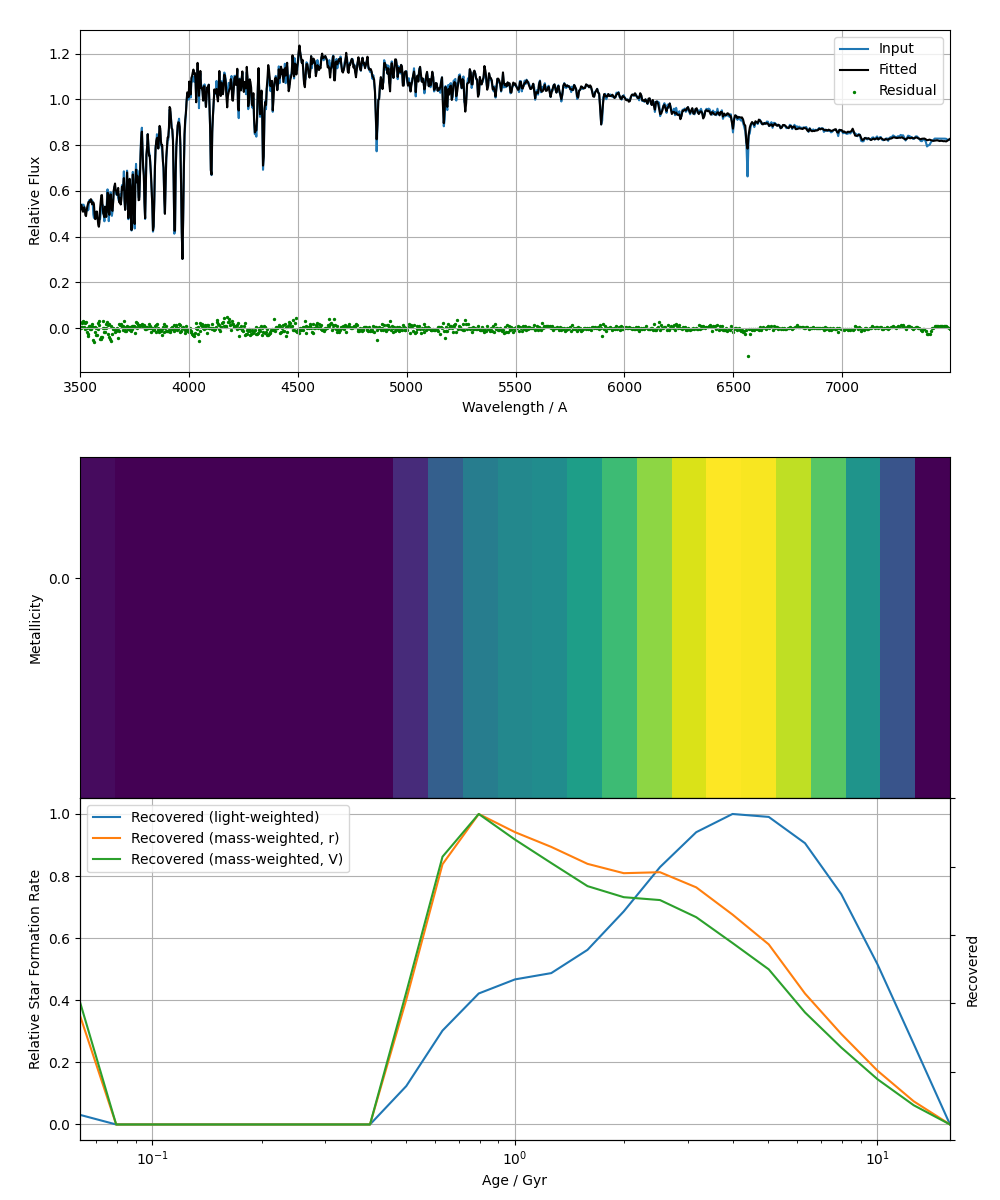 1.2
1.0
0.8
0.6
0.4
0.2
0.0
Relative Flux
Input
Fitted
Residual
3500 4000 4500 5000 5500 6000 6500 7000
Wavelength / A
0.0
Metallicity
1.0
0.8
0.6
0.4
0.2
0.0
Relative Star Formation Rate
Recovered (light-weighted)
Recovered (mass-weighted, r)
Recovered (mass-weighted, V)
Recovered
10⁻¹ 10⁰ 10¹
Age / Gyr